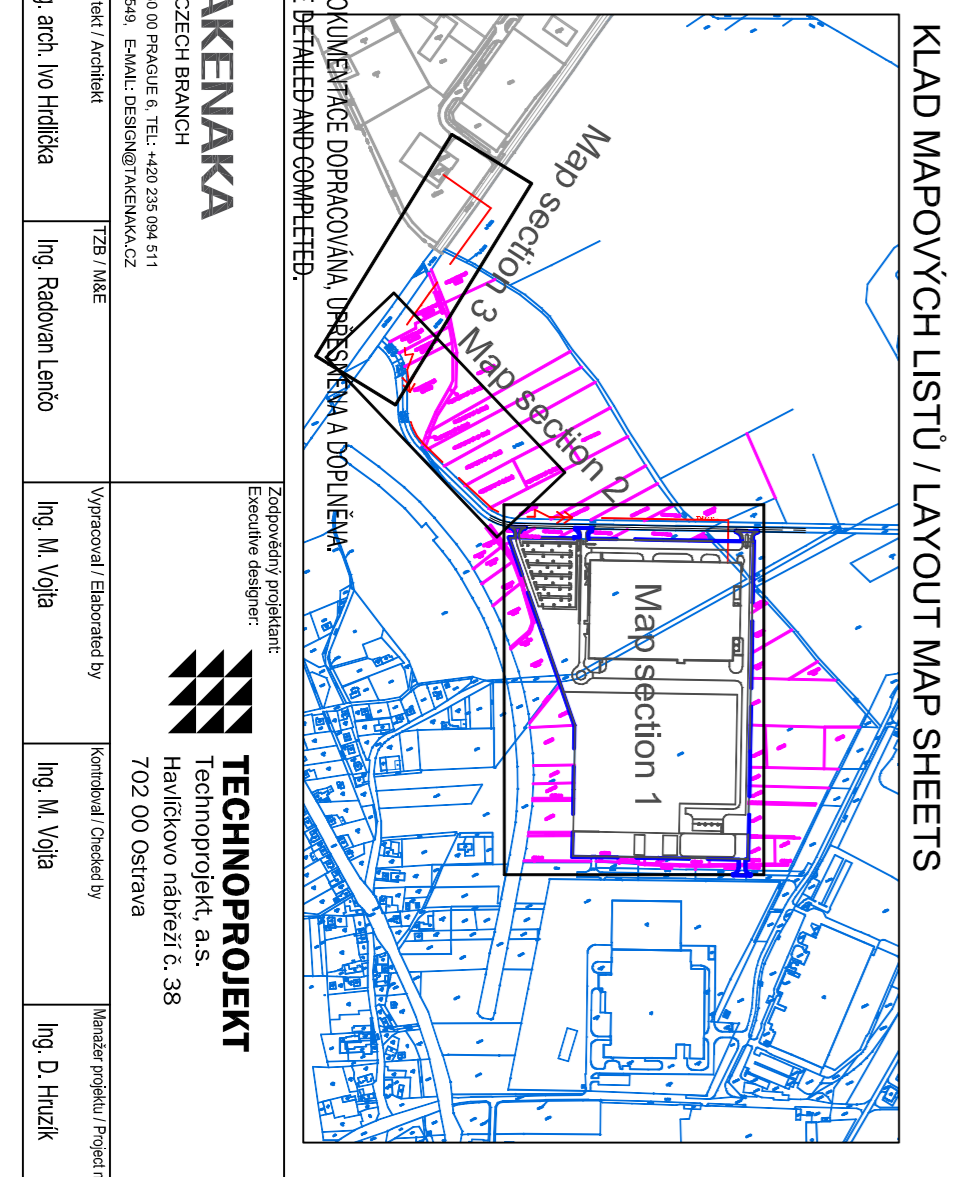 KLAD MAPOVÝCH LISTŮ / LAYOUT MAP SHEETS
Map section 3
Map section 2
Map section 1
OKUMENTACE DOPRACOVÁNA, UPŘESNĚNA A DOPLNĚNA.
E DETAILED AND COMPLETED.
AKENAKA
CZECH BRANCH
00 PRAGUE 6, TEL: +420 235 094 511
549, E-MAIL: DESIGN@TAKENAKA.CZ
Zodpovědný projektant:
Executive designer:
TECHNOPROJEKT
Technoprojekt, a.s.
Havlíčkovo nábřeží č. 38
702 00 Ostrava
tekt / Architekt
g. arch. Ivo Hrdlička
TZB / M&E
Ing. Radovan Lenčo
Vypracoval / Elaborated by
Ing. M. Vojta
Kontroloval / Checked by
Ing. M. Vojta
Manažer projektu / Project
Ing. D. Hruzík